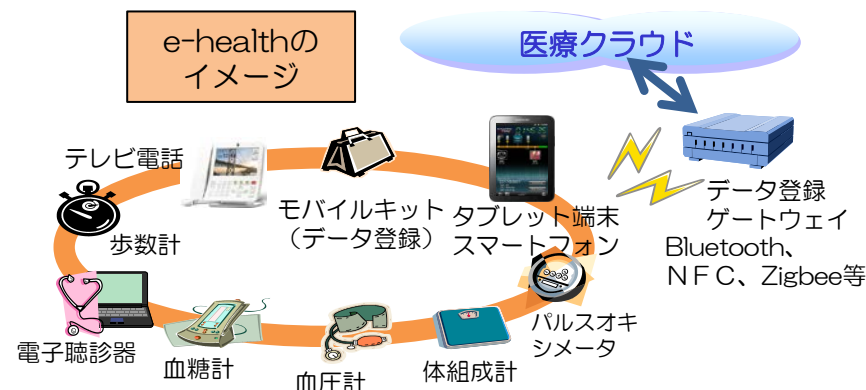 e-healthの
イメージ
医療クラウド
テレビ電話
モバイルキット
（データ登録）
タブレット端末
スマートフォン
データ登録
ゲートウェイ
Bluetooth、
ＮＦＣ、Zigbee等
歩数計
パルスオキ
シメータ
電子聴診器
血糖計
血圧計
体組成計